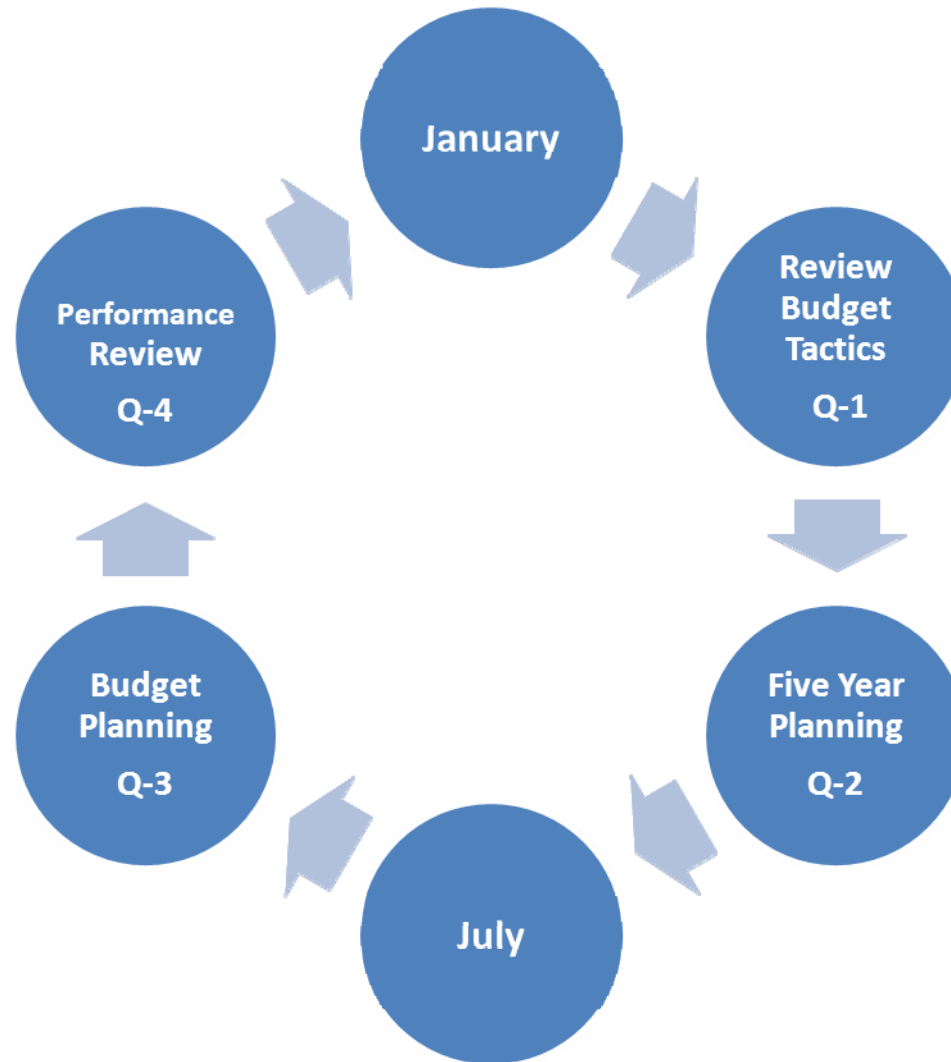 January
Review
Budget
Tactics
Q-1
Five Year
Planning
Q-2
July
Budget
Planning
Q-3
Performance
Review
Q-4